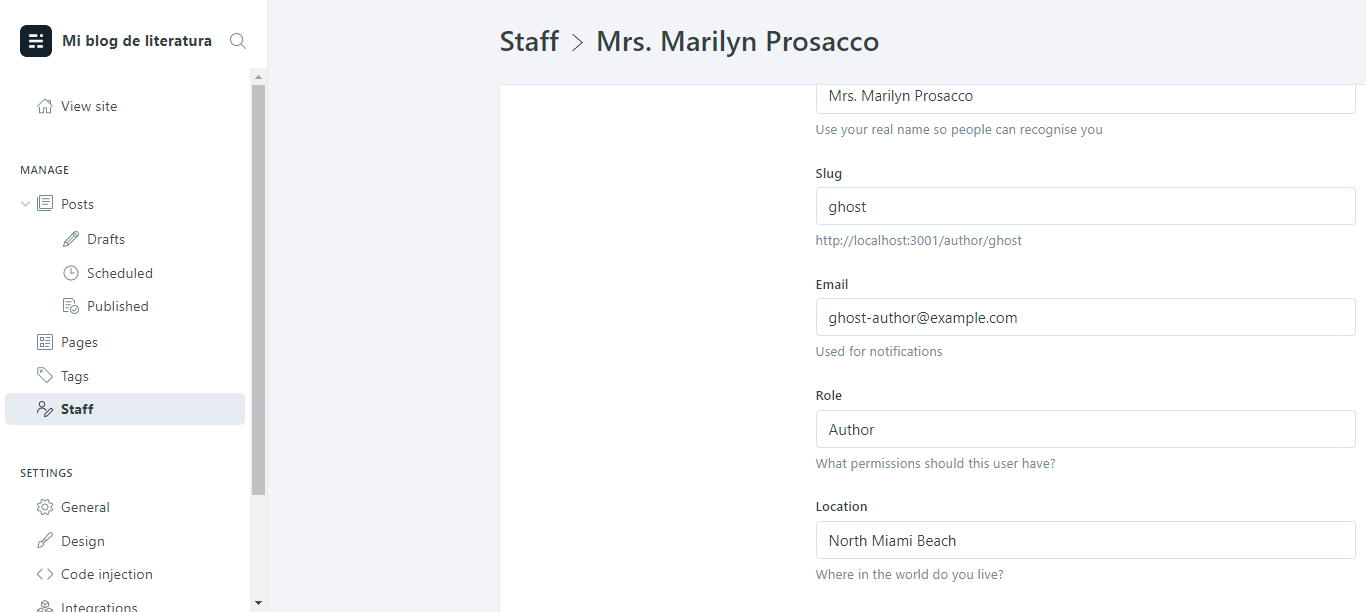 Mi blog de literatura
View site
MANAGE
Posts
Drafts
Scheduled
Published
Pages
Tags
Staff
SETTINGS
General
Design
Code injection
Integrations
Staff > Mrs. Marilyn Prosacco
Mrs. Marilyn Prosacco
Use your real name so people can recognise you
Slug
ghost
http://localhost:3001/author/ghost
Email
ghost-author@example.com
Used for notifications
Role
Author
What permissions should this user have?
Location
North Miami Beach
Where in the world do you live?